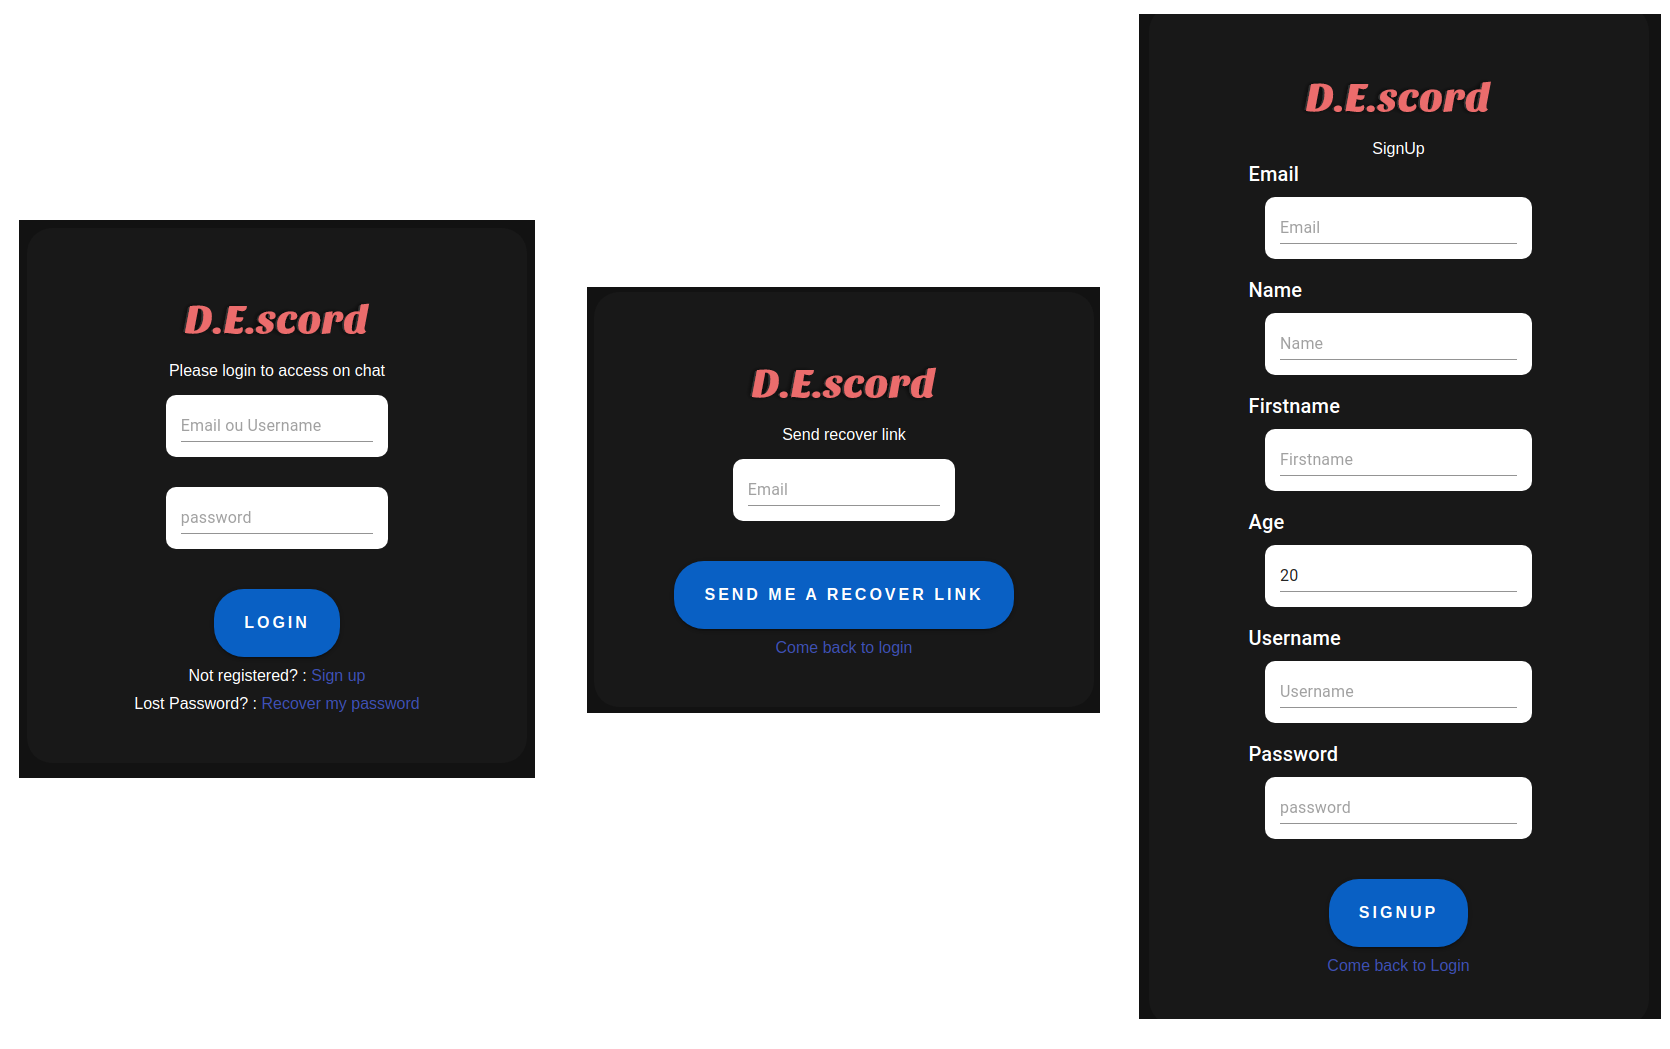 D.E.scord
Please login to access on chat
Email ou Username
password
LOGIN
Not registered? : Sign up
Lost Password? : Recover my password
D.E.scord
Send recover link
Email
SEND ME A RECOVER LINK
Come back to login
D.E.scord
SignUp
Email
Email
Name
Name
Firstname
Firstname
Age
20
Username
Username
Password
password
SIGNUP
Come back to Login